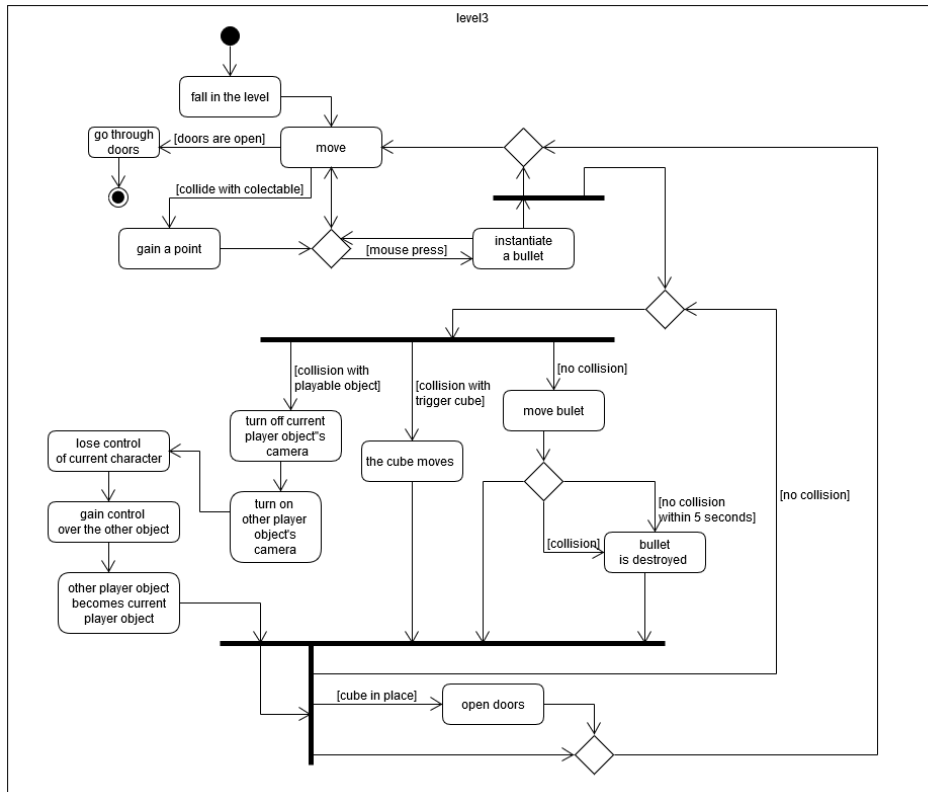 level3
fall in the level
go through
doors
[doors are open]
move
[collide with colectable]
gain a point
[mouse press]
instantiate
a bullet
[collision with
playable object]
[collision with
trigger cube]
[no collision]
turn off current
player object"s
camera
move bulet
lose control
of current character
the cube moves
[no collision]
turn on
other player
object's
camera
[no collision
within 5 seconds]
gain control
over the other object
[collision]
bullet
is destroyed
other player object
becomes current
player object
[cube in place]
open doors